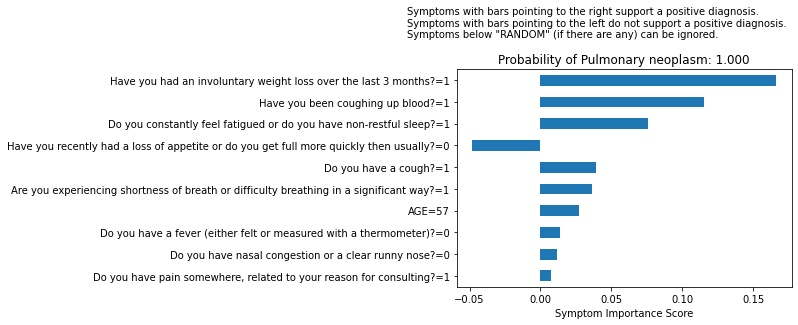 Symptoms with bars pointing to the right support a positive diagnosis.
Symptoms with bars pointing to the left do not support a positive diagnosis.
Symptoms below "RANDOM" (if there are any) can be ignored.
Probability of Pulmonary neoplasm: 1.000
Have you had an involuntary weight loss over the last 3 months?=1
Have you been coughing up blood?=1
Do you constantly feel fatigued or do you have non-restful sleep?=1
Have you recently had a loss of appetite or do you get full more quickly then usually?=0
Do you have a cough?=1
Are you experiencing shortness of breath or difficulty breathing in a significant way?=1
AGE=57
Do you have a fever (either felt or measured with a thermometer)?=0
Do you have nasal congestion or a clear runny nose?=0
Do you have pain somewhere, related to your reason for consulting?=1
−0.05 0.00 0.05 0.10 0.15
Symptom Importance Score